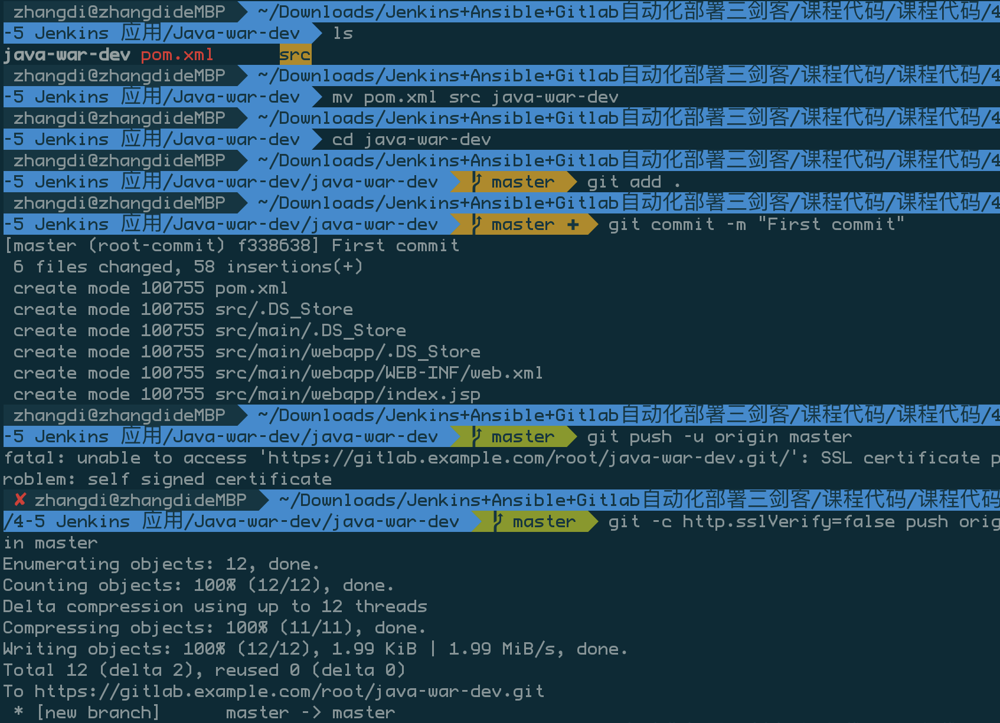 zhangdi@zhangdideMBP ~/Downloads/Jenkins+Ansible+Gitlab自动化部署三剑客/课程代码/课程代码/4
-5 Jenkins 应用/Java-war-dev ls
java-war-dev pom.xml src
zhangdi@zhangdideMBP ~/Downloads/Jenkins+Ansible+Gitlab自动化部署三剑客/课程代码/课程代码/4
-5 Jenkins 应用/Java-war-dev mv pom.xml src java-war-dev
zhangdi@zhangdideMBP ~/Downloads/Jenkins+Ansible+Gitlab自动化部署三剑客/课程代码/课程代码/4
-5 Jenkins 应用/Java-war-dev cd java-war-dev
zhangdi@zhangdideMBP ~/Downloads/Jenkins+Ansible+Gitlab自动化部署三剑客/课程代码/课程代码/4
-5 Jenkins 应用/Java-war-dev/java-war-dev master git add .
zhangdi@zhangdideMBP ~/Downloads/Jenkins+Ansible+Gitlab自动化部署三剑客/课程代码/课程代码/4
-5 Jenkins 应用/Java-war-dev/java-war-dev master ✚ git commit -m "First commit"
[master (root-commit) f338638] First commit
6 files changed, 58 insertions(+)
create mode 100755 pom.xml
create mode 100755 src/.DS_Store
create mode 100755 src/main/.DS_Store
create mode 100755 src/main/webapp/.DS_Store
create mode 100755 src/main/webapp/WEB-INF/web.xml
create mode 100755 src/main/webapp/index.jsp
zhangdi@zhangdideMBP ~/Downloads/Jenkins+Ansible+Gitlab自动化部署三剑客/课程代码/课程代码/4
-5 Jenkins 应用/Java-war-dev/java-war-dev master git push -u origin master
fatal: unable to access 'https://gitlab.example.com/root/java-war-dev.git/': SSL certificate p
roblem: self signed certificate
✘ zhangdi@zhangdideMBP ~/Downloads/Jenkins+Ansible+Gitlab自动化部署三剑客/课程代码/课程代码
/4-5 Jenkins 应用/Java-war-dev/java-war-dev master git -c http.sslVerify=false push orig
in master
Enumerating objects: 12, done.
Counting objects: 100% (12/12), done.
Delta compression using up to 12 threads
Compressing objects: 100% (11/11), done.
Writing objects: 100% (12/12), 1.99 KiB | 1.99 MiB/s, done.
Total 12 (delta 2), reused 0 (delta 0)
To https://gitlab.example.com/root/java-war-dev.git
* [new branch] master -> master